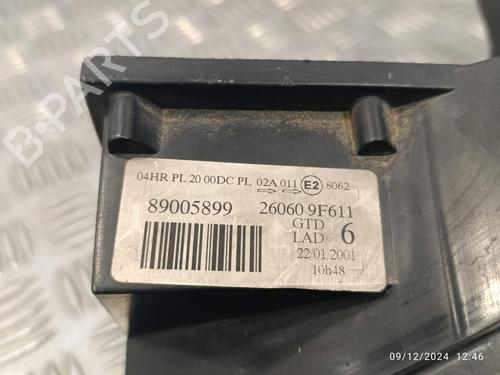 B-PARTS
04HR PL 20 00DC PL 02A 011 E2 8062
89005899 26060 9F611
GTD
LAD 6
22/01/2001
10h48
09/12/2024 12:46